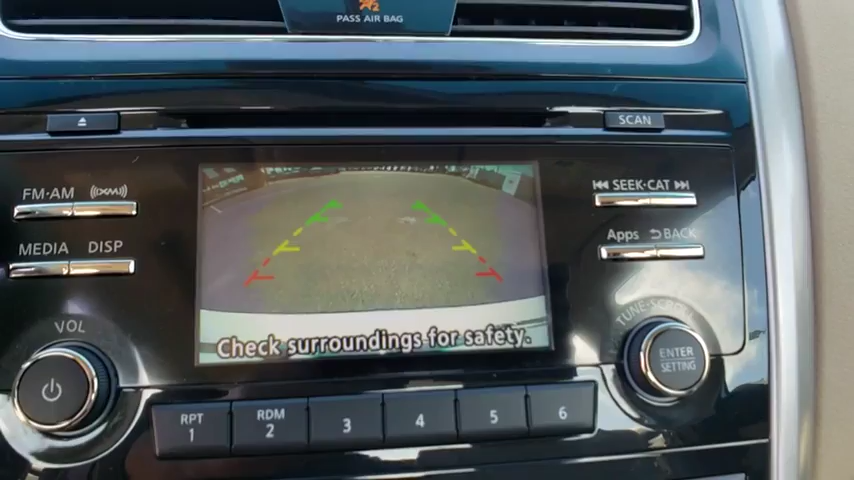 PASS AIR BAG
SCAN
FM·AM
(((XM)))
SEEK·CAT
MEDIA
DISP
Apps
BACK
VOL
TUNE·SCROLL
ENTER
SETTING
Check surroundings for safety.
RPT
1
RDM
2
3
4
5
6